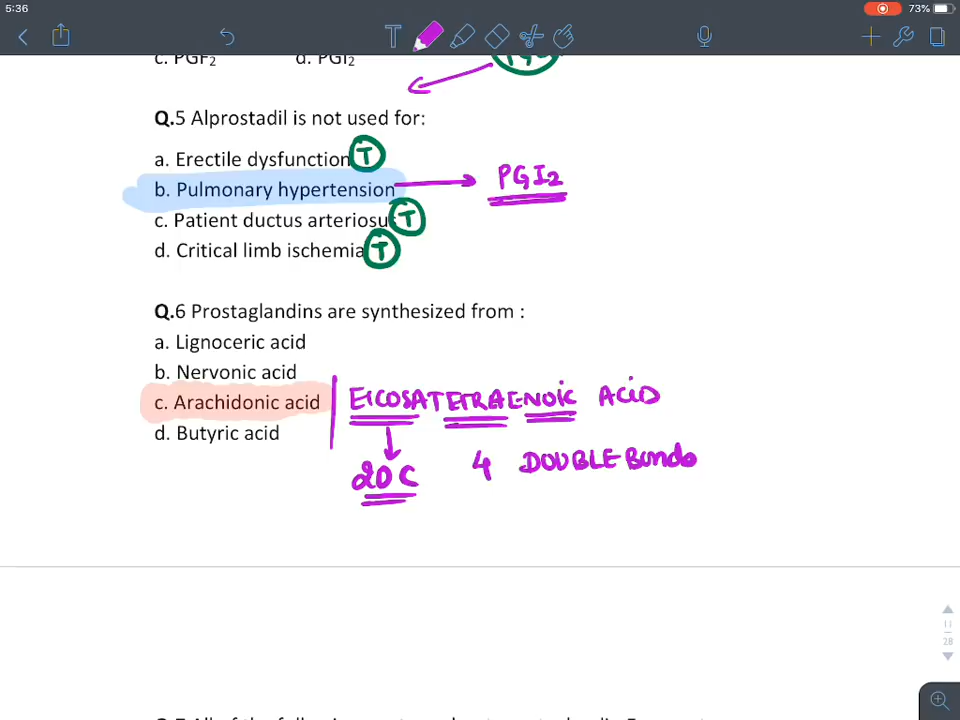 5:36
73%
T
c. PGF2 d. PGI2
Q.5 Alprostadil is not used for:
a. Erectile dysfunction T
b. Pulmonary hypertension PGI2
c. Patient ductus arteriosus T
d. Critical limb ischemia T
Q.6 Prostaglandins are synthesized from :
a. Lignoceric acid
b. Nervonic acid
c. Arachidonic acid EICOSATETRAENOIC ACID
d. Butyric acid
20 C 4 DOUBLE Bonds
11
28